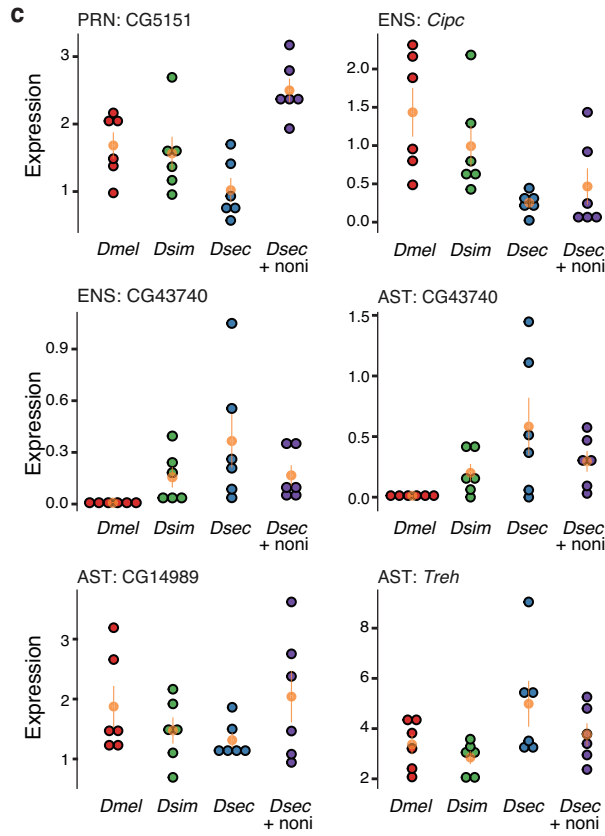 c
PRN: CG5151
Expression
3
2
1
Dmel Dsim Dsec Dsec
+ noni
ENS: Cipc
2.0
1.5
1.0
0.5
0.0
Dmel Dsim Dsec Dsec
+ noni
ENS: CG43740
Expression
0.9
0.3
0.0
Dmel Dsim Dsec Dsec
+ noni
AST: CG43740
1.5
1.0
0.5
0.0
Dmel Dsim Dsec Dsec
+ noni
AST: CG14989
Expression
3
2
1
Dmel Dsim Dsec Dsec
+ noni
AST: Treh
8
6
4
2
Dmel Dsim Dsec Dsec
+ noni